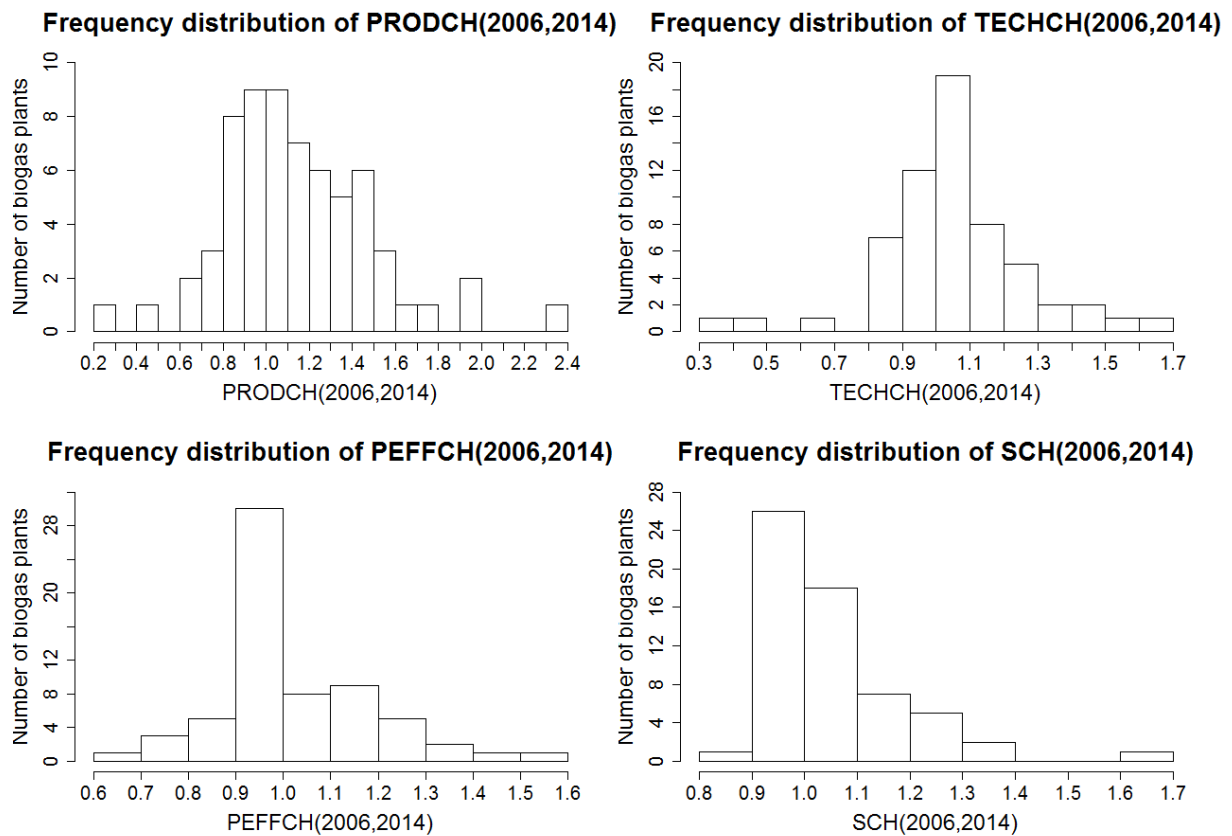 Frequency distribution of PRODCH(2006,2014)
Number of biogas plants
10
8
6
4
2
0
0.2 0.4 0.6 0.8 1.0 1.2 1.4 1.6 1.8 2.0 2.2 2.4
PRODCH(2006,2014)
Frequency distribution of TECHCH(2006,2014)
Number of biogas plants
20
16
12
8
6
4
2
0
0.3 0.5 0.7 0.9 1.1 1.3 1.5 1.7
TECHCH(2006,2014)
Frequency distribution of PEFFCH(2006,2014)
Number of biogas plants
28
20
12
8
4
0
0.6 0.7 0.8 0.9 1.0 1.1 1.2 1.3 1.4 1.5 1.6
PEFFCH(2006,2014)
Frequency distribution of SCH(2006,2014)
Number of biogas plants
28
24
20
16
12
8
4
0
0.8 0.9 1.0 1.1 1.2 1.3 1.4 1.5 1.6 1.7
SCH(2006,2014)